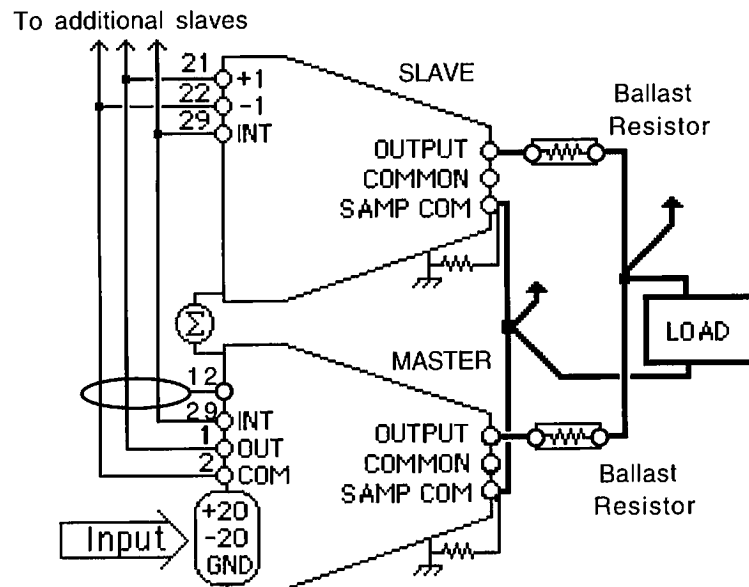 To additional slaves
21
+1
22
-1
29
INT
SLAVE
OUTPUT
COMMON
SAMP COM
Ballast
Resistor
Σ
LOAD
MASTER
12
29
INT
1
OUT
2
COM
OUTPUT
COMMON
SAMP COM
Ballast
Resistor
Input
+20
-20
GND